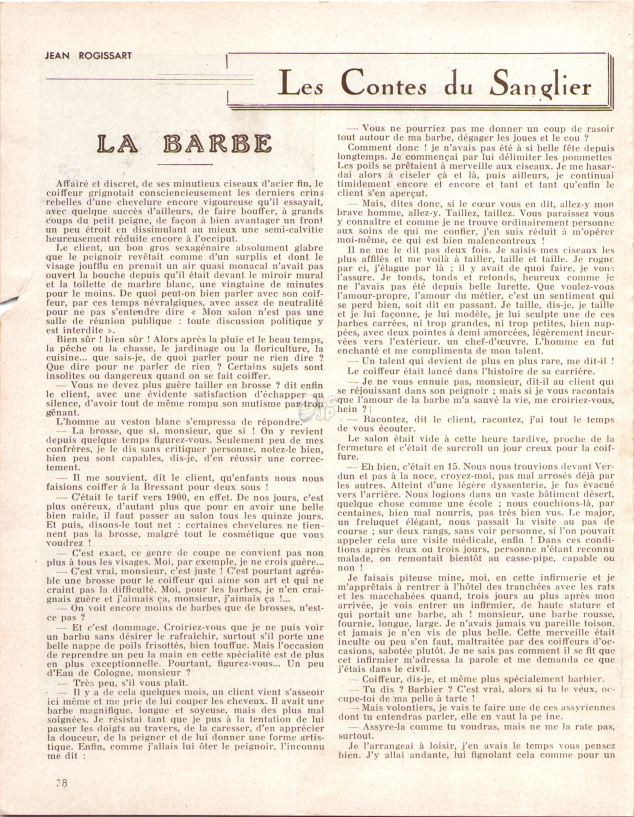 JEAN ROGISSART
Les Contes du Sanglier
LA BARBE
Affairé et discret, de ses minutieux ciseaux d'acier fin, le
coiffeur grignotait consciencieusement les derniers crins
rebelles d'une chevelure encore vigoureuse qu'il essayait,
avec quelque succès d'ailleurs, de faire bouffer, à grands
coups du petit peigne, de façon à bien avantager un front
un peu étroit en dissimulant au mieux une semi-calvitie
heureusement réduite encore à l'occiput.
Le client, un bon gros sexagénaire absolument glabre
que le peignoir revêtait comme d'un surplis et dont le
visage joufflu en prenait un air quasi monacal n'avait pas
ouvert la bouche depuis qu'il était devant le miroir mural
et la toilette de marbre blanc, une vingtaine de minutes
pour le moins. De quoi peut-on bien parler avec son coif-
feur, par ces temps névralgiques, avec assez de neutralité
pour ne pas s'entendre dire « Mon salon n'est pas une
salle de réunion publique : toute discussion politique y
est interdite ».
Bien sûr ! bien sûr ! Alors après la pluie et le beau temps,
la pêche ou la chasse, le jardinage ou la floriculture, la
cuisine... que sais-je, de quoi parler pour ne rien dire ?
Que dire pour ne parler de rien ? Certains sujets sont
insolites ou dangereux quand on se fait coiffer.
— Vous ne devez plus guère tailler en brosse ? dit enfin
le client, avec une évidente satisfaction d'échapper au
silence, d'avoir tout de même rompu son mutisme par trop
gênant.
L'homme au veston blanc s'empressa de répondre.
— La brosse, que si, monsieur, que si ! On y revient
depuis quelque temps figurez-vous. Seulement peu de mes
confrères, je le dis sans critiquer personne, notez-le bien,
bien peu sont capables, dis-je, d'en réussir une correc-
tement.
— Il me souvient, dit le client, qu'enfants nous nous
faisions coiffer à la Bressant pour deux sous !
— C'était le tarif vers 1900, en effet. De nos jours, c'est
plus onéreux, d'autant plus que pour en avoir une belle
bien raide, il faut passer au salon tous les quinze jours.
Et puis, disons-le tout net : certaines chevelures ne tien-
nent pas la brosse, malgré tout le cosmétique que vous
voudrez !
— C'est exact, ce genre de coupe ne convient pas non
plus à tous les visages. Moi, par exemple, je ne crois guère...
— C'est vrai, monsieur, c'est juste ! C'est pourtant agréa-
ble une brosse pour le coiffeur qui aime son art et qui ne
craint pas la difficulté. Moi, pour les barbes, je n'en crai-
gnais guère et j'aimais ça, monsieur, j'aimais ça !...
— On voit encore moins de barbes que de brosses, n'est-
ce pas ?
— Et c'est dommage. Croiriez-vous que je ne puis voir
un barbu sans désirer le rafraîchir, surtout s'il porte une
belle nappe de poils frisottés, bien touffue. Mais l'occasion
de reprendre un peu la main en cette spécialité est de plus
en plus exceptionnelle. Pourtant, figurez-vous... Un peu
d'Eau de Cologne, monsieur ?
— Très peu, s'il vous plaît.
— Il y a de cela quelques mois, un client vient s'asseoir
ici même et me prie de lui couper les cheveux. Il avait une
barbe magnifique, longue et soyeuse, mais des plus mal
soignées. Je résistai tant que je pus à la tentation de lui
passer les doigts au travers, de la caresser, d'en apprécier
la douceur, de la peigner et de lui donner une forme artis-
tique. Enfin, comme j'allais lui ôter le peignoir, l'inconnu
me dit :
— Vous ne pourriez pas me donner un coup de rasoir
tout autour de ma barbe, dégager les joues et le cou ?
Comment donc ! je n'avais pas été à si belle fête depuis
longtemps. Je commençai par lui délimiter les pommettes.
Les poils se prêtaient à merveille aux ciseaux. Je me hasar-
dai alors à ciseler çà et là, puis ailleurs, je continuai
timidement encore et encore et tant et tant qu'enfin le
client s'en aperçut.
— Mais, dites donc, si le cœur vous en dit, allez-y mon
brave homme, allez-y. Taillez, taillez. Vous paraissez vous
y connaître et comme je ne trouve ordinairement personne
aux soins de qui me confier, j'en suis réduit à m'opérer
moi-même, ce qui est bien malencontreux !
Il ne me le dit pas deux fois. Je saisis mes ciseaux les
plus affilés et me voilà à tailler, taille et taille. Je rogne
par ci, j'élague par là ; il y avait de quoi faire, je vous
l'assure. Je tonds, tonds et retonds, heureux comme je
ne l'avais pas été depuis belle lurette. Que voulez-vous
l'amour-propre, l'amour du métier, c'est un sentiment qui
se perd bien, soit dit en passant. Je taille, dis-je, je taille
et je lui façonne, je lui modèle, je lui sculpte une de ces
barbes carrées, ni trop grandes, ni trop petites, bien nap-
pées, avec deux pointes à demi amorcées, légèrement incur-
vées vers l'extérieur. un chef-d'œuvre. L'homme en fut
enchanté et me complimenta de mon talent.
— Un talent qui devient de plus en plus rare, me dit-il !
Le coiffeur était lancé dans l'histoire de sa carrière.
— Je ne vous ennuie pas, monsieur, dit-il au client qui
se réjouissait dans son peignoir ; mais si je vous racontais
que l'amour de la barbe m'a sauvé la vie, me croiriez-vous,
hein ? !
— Racontez, dit le client, racontez, j'ai tout le temps
de vous écouter.
Le salon était vide à cette heure tardive, proche de la
fermeture et c'était de surcroît un jour creux pour la coif-
fure.
— Eh bien, c'était en 15. Nous nous trouvions devant Ver-
dun et pas à la noce, croyez-moi, pas mal arrosés déjà par
les autres. Atteint d'une légère dyssenterie, je fus évacué
vers l'arrière. Nous logions dans un vaste bâtiment désert,
quelque chose comme une école ; nous couchions-là, par
centaines, bien mal nourris, pas très bien vus. Le major,
un freluquet élégant, nous passait la visite au pas de
course ; sur deux rangs, sans voir personne, si l'on pouvait
appeler cela une visite médicale, enfin ! Dans ces condi-
tions après deux ou trois jours, personne n'étant reconnu
malade, on remontait bientôt au casse-pipe, capable ou
non !
Je faisais piteuse mine, moi, en cette infirmerie et je
m'apprêtais à rentrer à l'hôtel des tranchées avec les rats
et les macchabées quand, trois jours au plus après mon
arrivée, je vois entrer un infirmier, de haute stature et
qui portait une barbe, ah ! monsieur, une barbe rousse,
fournie, longue, large. Je n'avais jamais vu pareille toison.
et jamais je n'en vis de plus belle. Cette merveille était
inculte ou peu s'en faut, maltraitée par des coiffeurs d'oc-
casions, sabotée plutôt. Je ne sais pas comment il se fit que
cet infirmier m'adressa la parole et me demanda ce que
j'étais dans le civil.
— Coiffeur, dis-je, et même plus spécialement barbier.
— Tu dis ? Barbier ? C'est vrai, alors si tu le veux, oc-
cupe-toi de ma pelle à tarte !
— Mais volontiers, je vais te faire une de ces assyriennes
dont tu entendras parler, elle en vaut la pe ine.
— Assyre-la comme tu voudras, mais ne me la rate pas,
surtout.
Je l'arrangeai à loisir, j'en avais le temps vous pensez
bien. J'y allai andante, lui fignolant cela comme pour un
38